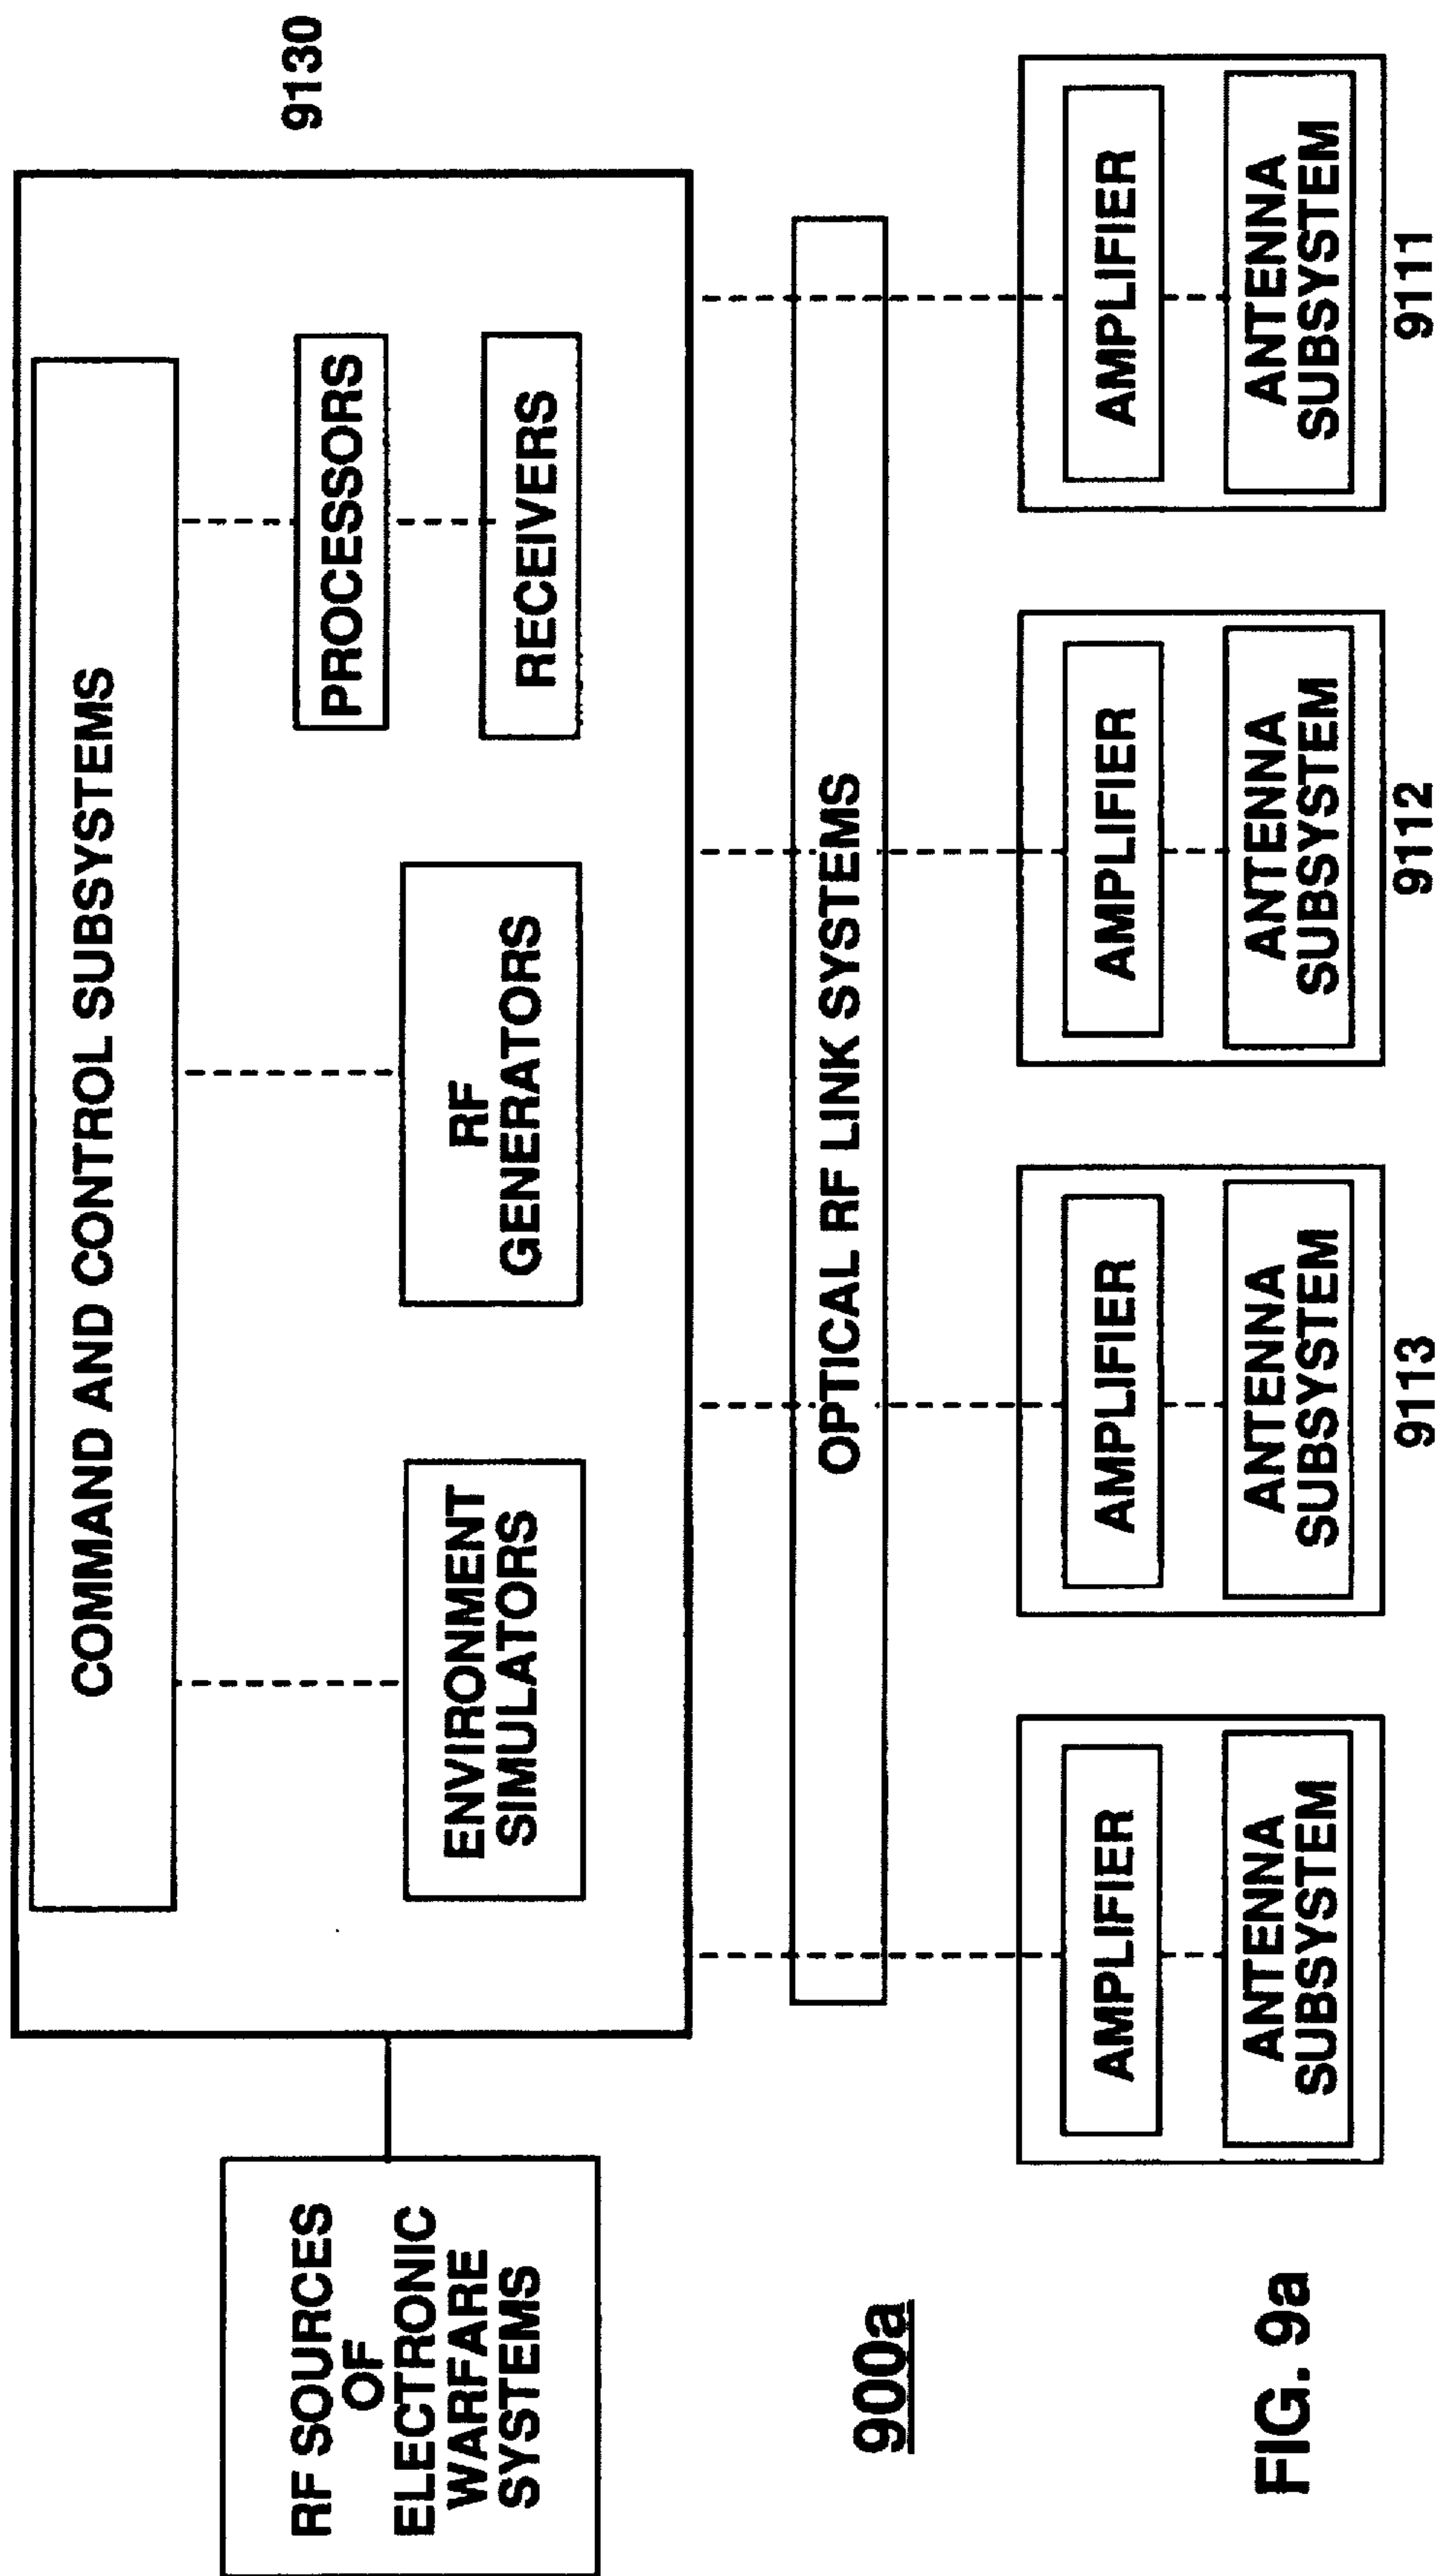 9130
COMMAND AND CONTROL SUBSYSTEMS
RF SOURCES
OF
ELECTRONIC
WARFARE
SYSTEMS
ENVIRONMENT
SIMULATORS
RF
GENERATORS
PROCESSORS
RECEIVERS
OPTICAL RF LINK SYSTEMS
900a
AMPLIFIER
ANTENNA
SUBSYSTEM
AMPLIFIER
ANTENNA
SUBSYSTEM
9113
AMPLIFIER
ANTENNA
SUBSYSTEM
9112
AMPLIFIER
ANTENNA
SUBSYSTEM
9111
FIG. 9a